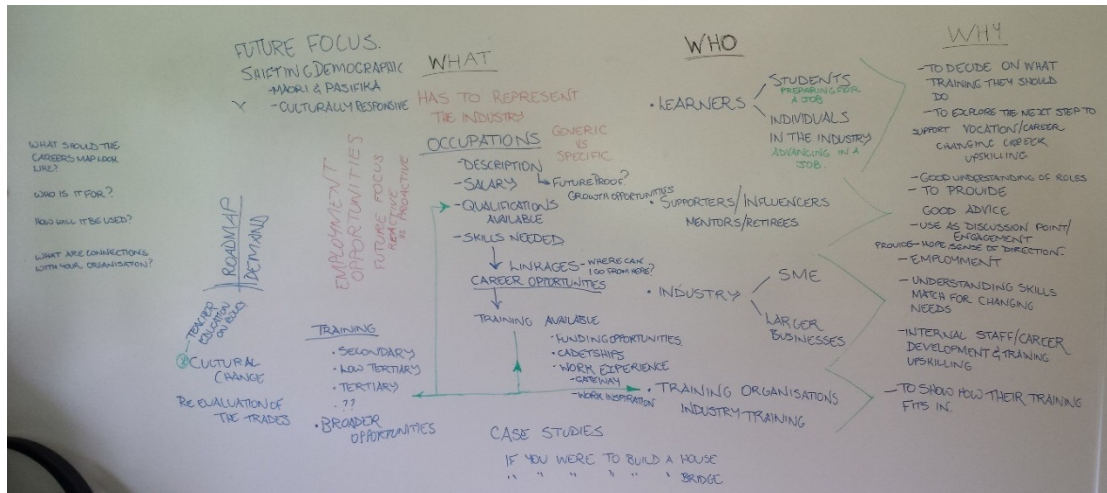 WHAT SHOULD THE
CAREERS MAP LOOK
LIKE?
WHO IS IT FOR?
HOW WILL IT BE USED?
WHAT ARE CONNECTIONS
WITH YOUR ORGANISATION?
FUTURE FOCUS.
SHIFTING DEMOGRAPHIC
- MAORI & PASIFIKA
- CULTURALLY RESPONSIVE
ROADMAP
DEMAND
- TEACHER
EDUCATION
CULTURAL
CHANGE
RE EVALUATION OF
THE TRADES
EMPLOYMENT
OPPORTUNITIES
FUTURE FOCUS
REACTIVE
vs
PROACTIVE
TRAINING
• SECONDARY
• LOW TERTIARY
• TERTIARY
• ??
• BROADER
OPPORTUNITIES
WHAT
HAS TO REPRESENT
THE INDUSTRY
OCCUPATIONS
GENERIC
VS
SPECIFIC
- DESCRIPTION
- SALARY
FUTURE PROOF?
GROWTH OPPORTUNITIES
- QUALIFICATIONS
AVAILABLE
- SKILLS NEEDED
LINKAGES - WHERE CAN
I GO FROM HERE?
CAREER OPPORTUNITIES
TRAINING AVAILABLE
• FUNDING OPPORTUNITIES
• CADETSHIPS
• WORK EXPERIENCE
- GATEWAY
- WORK INSPIRATION
CASE STUDIES
IF YOU WERE TO BUILD A HOUSE
" " " " " " BRIDGE
WHO
• LEARNERS
STUDENTS
PREPARING FOR
A JOB
INDIVIDUALS
IN THE INDUSTRY
ADVANCING IN A
JOB.
• SUPPORTERS/INFLUENCERS
MENTORS/RETIREES
• INDUSTRY
SME
LARGER
BUSINESSES
• TRAINING ORGANISATIONS
INDUSTRY TRAINING
WHY
- TO DECIDE ON WHAT
TRAINING THEY SHOULD
DO
- TO EXPLORE THE NEXT STEP TO
SUPPORT VOCATION/CAREER
CHANGING CAREER
UPSKILLING
- GOOD UNDERSTANDING OF ROLES
- TO PROVIDE
GOOD ADVICE
- USE AS DISCUSSION POINT/
ENGAGEMENT
PROVIDE - HOPE, SENSE OF DIRECTION.
- EMPLOYMENT
- UNDERSTANDING SKILLS
MATCH FOR CHANGING
NEEDS
- INTERNAL STAFF/CAREER
DEVELOPMENT & TRAINING
UPSKILLING
- TO SHOW HOW THEIR TRAINING
FITS IN.